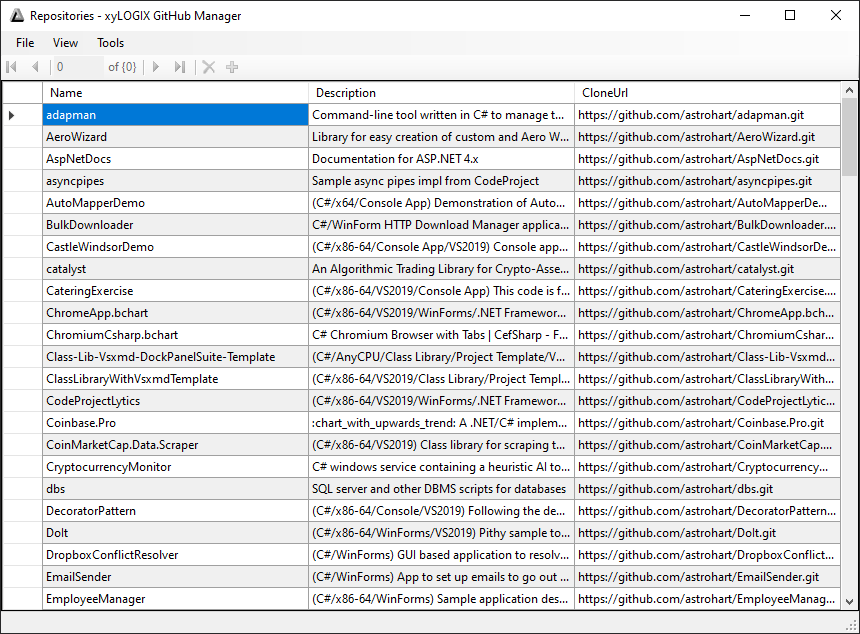 Repositories - xyLOGIX GitHub Manager
File View Tools
0 of {0}
Name Description CloneUrl
adapman Command-line tool written in C# to manage t... https://github.com/astrohart/adapman.git
AeroWizard Library for easy creation of custom and Aero W... https://github.com/astrohart/AeroWizard.git
AspNetDocs Documentation for ASP.NET 4.x https://github.com/astrohart/AspNetDocs.git
asyncpipes Sample async pipes impl from CodeProject https://github.com/astrohart/asyncpipes.git
AutoMapperDemo (C#/x64/Console App) Demonstration of Auto... https://github.com/astrohart/AutoMapperDe...
BulkDownloader C#/WinForm HTTP Download Manager applica... https://github.com/astrohart/BulkDownloader....
CastleWindsorDemo (C#/x86-64/Console App/VS2019) Console app... https://github.com/astrohart/CastleWindsorDe...
catalyst An Algorithmic Trading Library for Crypto-Asse... https://github.com/astrohart/catalyst.git
CateringExercise (C#/x86-64/VS2019/Console App) This code is f... https://github.com/astrohart/CateringExercise....
ChromeApp.bchart (C#/x86-64/VS2019/WinForms/.NET Framewor... https://github.com/astrohart/ChromeApp.bch...
ChromiumCsharp.bchart C# Chromium Browser with Tabs | CefSharp - F... https://github.com/astrohart/ChromiumCshar...
Class-Lib-Vsxmd-DockPanelSuite-Template (C#/AnyCPU/Class Library/Project Template/V... https://github.com/astrohart/Class-Lib-Vsxmd...
ClassLibraryWithVsxmdTemplate (C#/x86-64/VS2019/Class Library/Project Templ... https://github.com/astrohart/ClassLibraryWith...
CodeProjectLytics (C#/x86-64/VS2019/WinForms/.NET Framewor... https://github.com/astrohart/CodeProjectLytic...
Coinbase.Pro :chart_with_upwards_trend: A .NET/C# implem... https://github.com/astrohart/Coinbase.Pro.git
CoinMarketCap.Data.Scraper (C#/x86-64/VS2019) Class library for scraping t... https://github.com/astrohart/CoinMarketCap....
CryptocurrencyMonitor C# windows service containing a heuristic AI to... https://github.com/astrohart/Cryptocurrency...
dbs SQL server and other DBMS scripts for databases https://github.com/astrohart/dbs.git
DecoratorPattern (C#/x86-64/Console/VS2019) Following the de... https://github.com/astrohart/DecoratorPattern...
DoIt (C#/x86-64/WinForms/VS2019) Pithy sample to... https://github.com/astrohart/DoIt.git
DropboxConflictResolver (C#/WinForms) GUI based application to resolv... https://github.com/astrohart/DropboxConflict...
EmailSender (C#/WinForms) App to set up emails to go out ... https://github.com/astrohart/EmailSender.git
EmployeeManager (C#/x86-64/WinForms) Sample application des... https://github.com/astrohart/EmployeeManag...